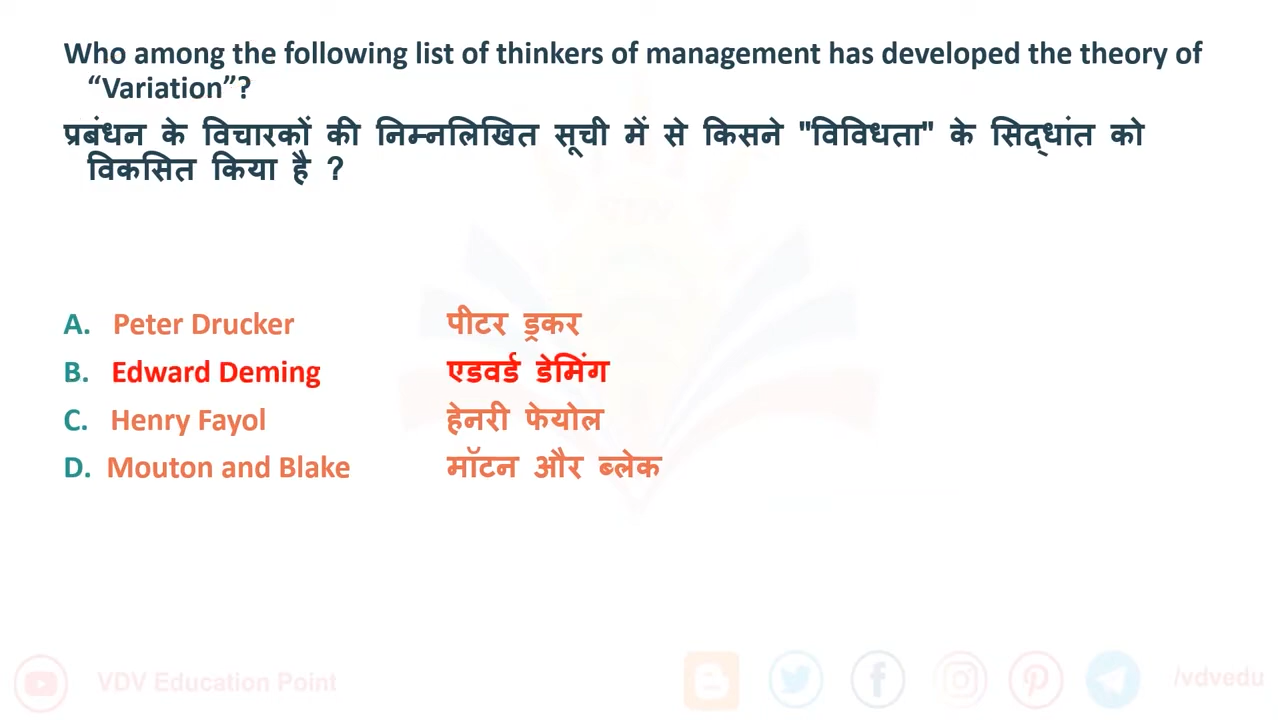 Who among the following list of thinkers of management has developed the theory of
“Variation”?
प्रबंधन के विचारकों की निम्नलिखित सूची में से किसने "विविधता" के सिद्धांत को
विकसित किया है ?
A. Peter Drucker पीटर ड्रकर
B. Edward Deming एडवर्ड डेमिंग
C. Henry Fayol हेनरी फेयोल
D. Mouton and Blake मॉटन और ब्लेक
VDV Education Point /vdvedu